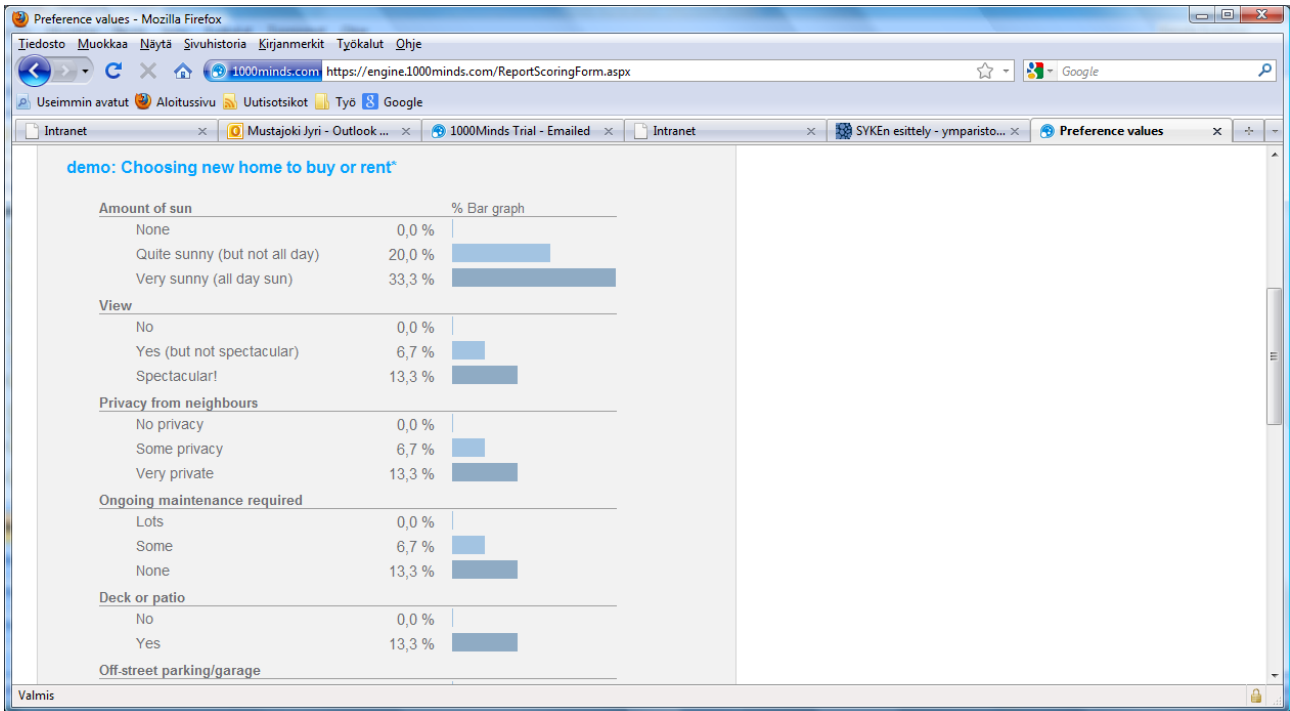 Preference values - Mozilla Firefox
Tiedosto Muokkaa Näytä Sivuhistoria Kirjanmerkit Työkalut Ohje
1000minds.com https://engine.1000minds.com/ReportScoringForm.aspx Google
Useimmin avatut Aloitussivu Uutisotsikot Työ Google
Intranet Mustajoki Jyri - Outlook ... 1000Minds Trial - Emailed Intranet SYKEn esittely - ymparisto... Preference values
demo: Choosing new home to buy or rent*
Amount of sun % Bar graph
None 0,0 %
Quite sunny (but not all day) 20,0 %
Very sunny (all day sun) 33,3 %
View
No 0,0 %
Yes (but not spectacular) 6,7 %
Spectacular! 13,3 %
Privacy from neighbours
No privacy 0,0 %
Some privacy 6,7 %
Very private 13,3 %
Ongoing maintenance required
Lots 0,0 %
Some 6,7 %
None 13,3 %
Deck or patio
No 0,0 %
Yes 13,3 %
Off-street parking/garage
Valmis